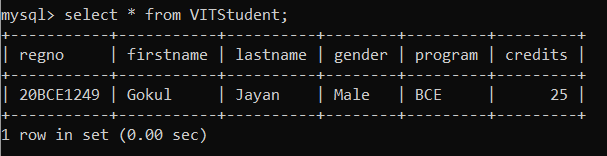 mysql> select * from VITStudent;
+-----------+-----------+----------+--------+---------+---------+
| regno     | firstname | lastname | gender | program | credits |
+-----------+-----------+----------+--------+---------+---------+
| 20BCE1249 | Gokul     | Jayan    | Male   | BCE     |      25 |
+-----------+-----------+----------+--------+---------+---------+
1 row in set (0.00 sec)